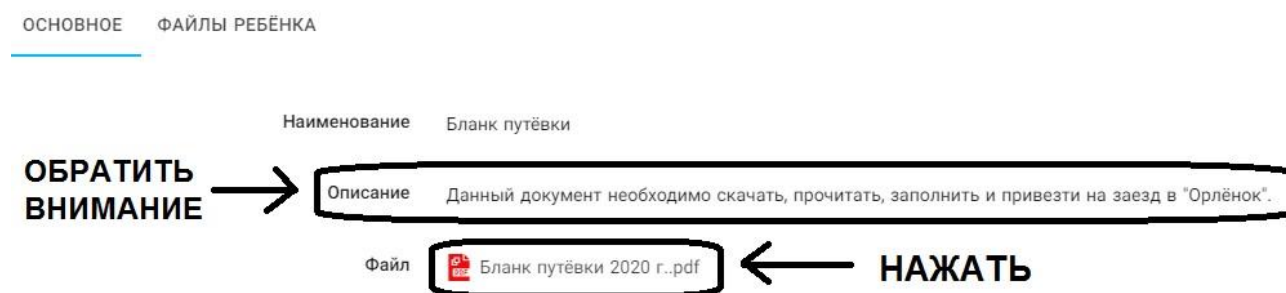 ОСНОВНОЕ ФАЙЛЫ РЕБЁНКА
Наименование Бланк путёвки
ОБРАТИТЬ
ВНИМАНИЕ
Описание Данный документ необходимо скачать, прочитать, заполнить и привезти на заезд в "Орлёнок".
Файл Бланк путёвки 2020 г..pdf НАЖАТЬ